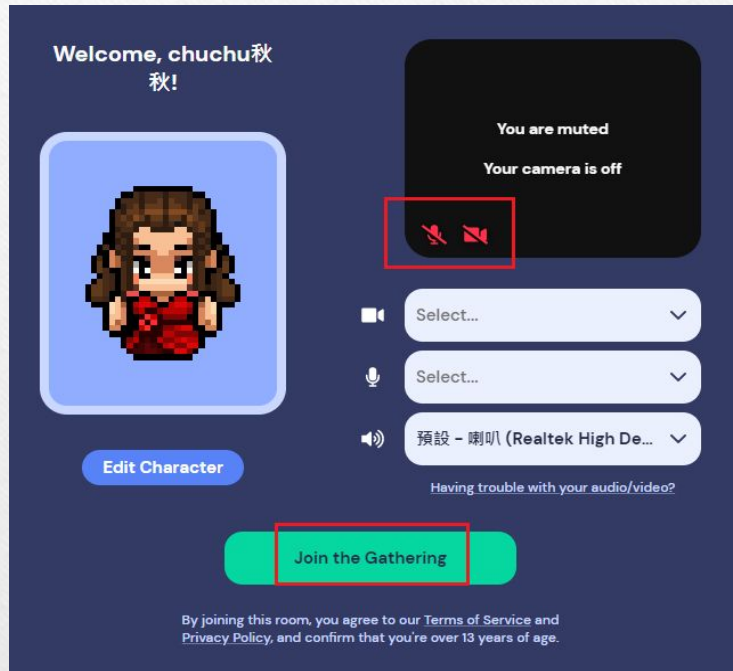 Welcome, chuchu秋
秋!
You are muted
Your camera is off
Select...
Select...
預設 - 喇叭 (Realtek High De...
Edit Character
Having trouble with your audio/video?
Join the Gathering
By joining this room, you agree to our Terms of Service and
Privacy Policy, and confirm that you're over 13 years of age.